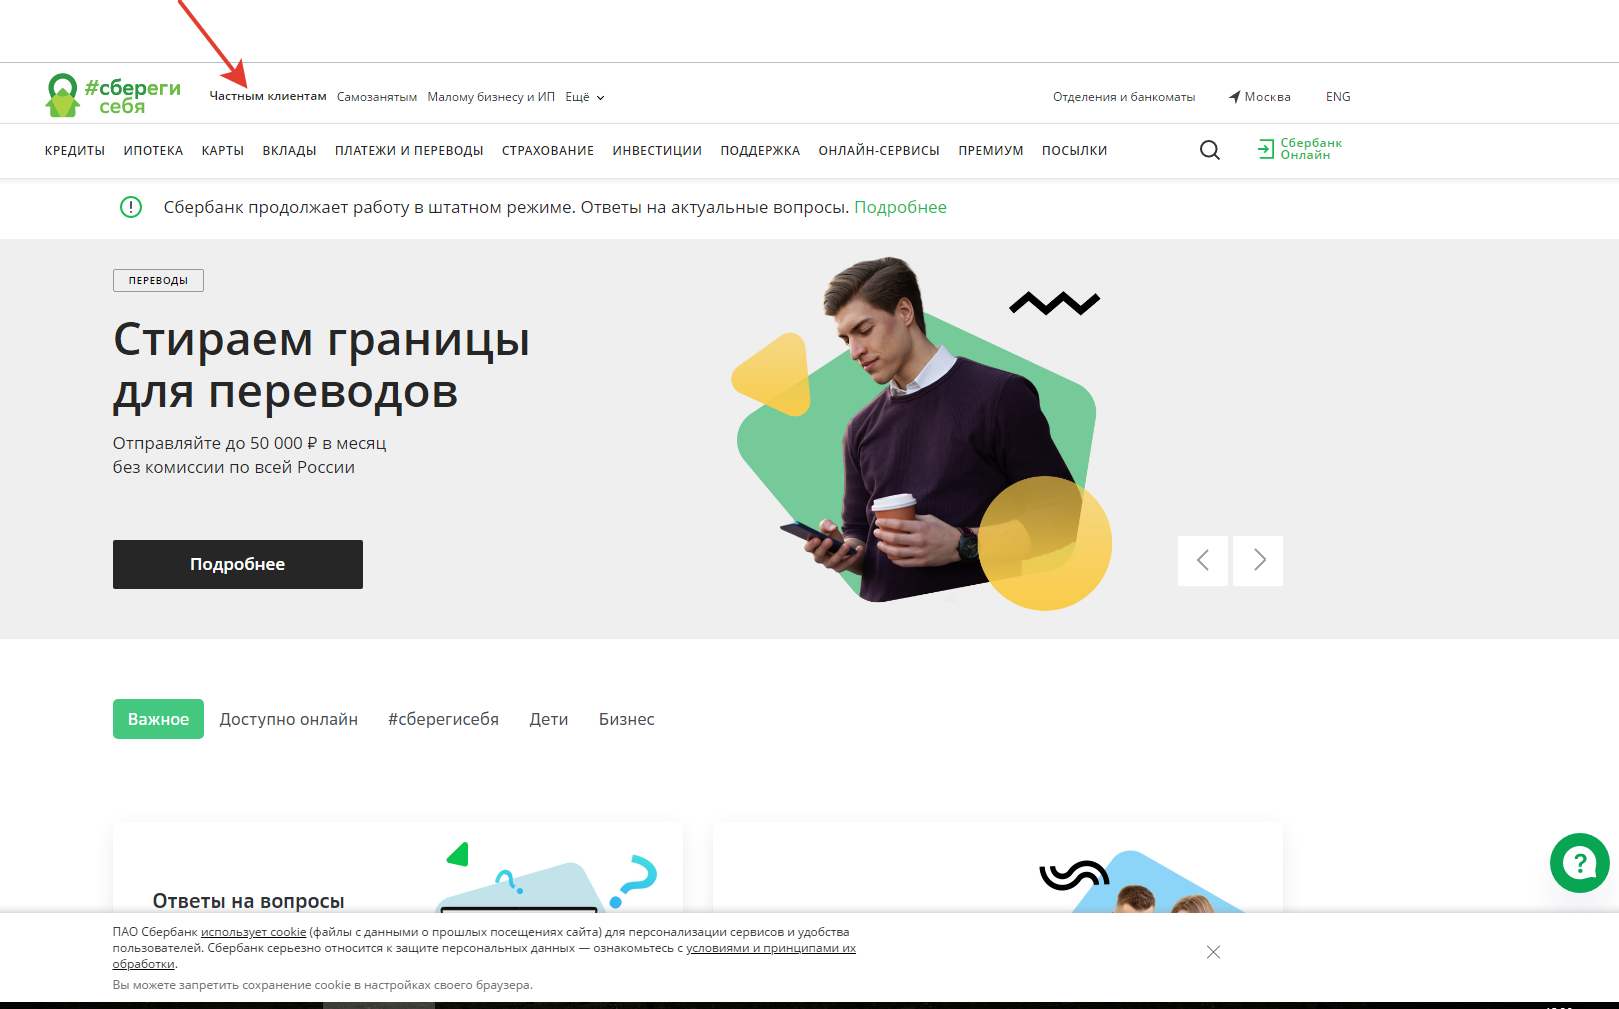 #сбереги
себя
Частным клиентам Самозанятым Малому бизнесу и ИП Ещё
Отделения и банкоматы Москва ENG
КРЕДИТЫ ИПОТЕКА КАРТЫ ВКЛАДЫ ПЛАТЕЖИ И ПЕРЕВОДЫ СТРАХОВАНИЕ ИНВЕСТИЦИИ ПОДДЕРЖКА ОНЛАЙН-СЕРВИСЫ ПРЕМИУМ ПОСЫЛКИ
Сбербанк
Онлайн
Сбербанк продолжает работу в штатном режиме. Ответы на актуальные вопросы. Подробнее
ПЕРЕВОДЫ
Стираем границы
для переводов
Отправляйте до 50 000 ₽ в месяц
без комиссии по всей России
Подробнее
Важное Доступно онлайн #сберегисебя Дети Бизнес
Ответы на вопросы
ПАО Сбербанк использует cookie (файлы с данными о прошлых посещениях сайта) для персонализации сервисов и удобства
пользователей. Сбербанк серьезно относится к защите персональных данных — ознакомьтесь с условиями и принципами их
обработки.
Вы можете запретить сохранение cookie в настройках своего браузера.